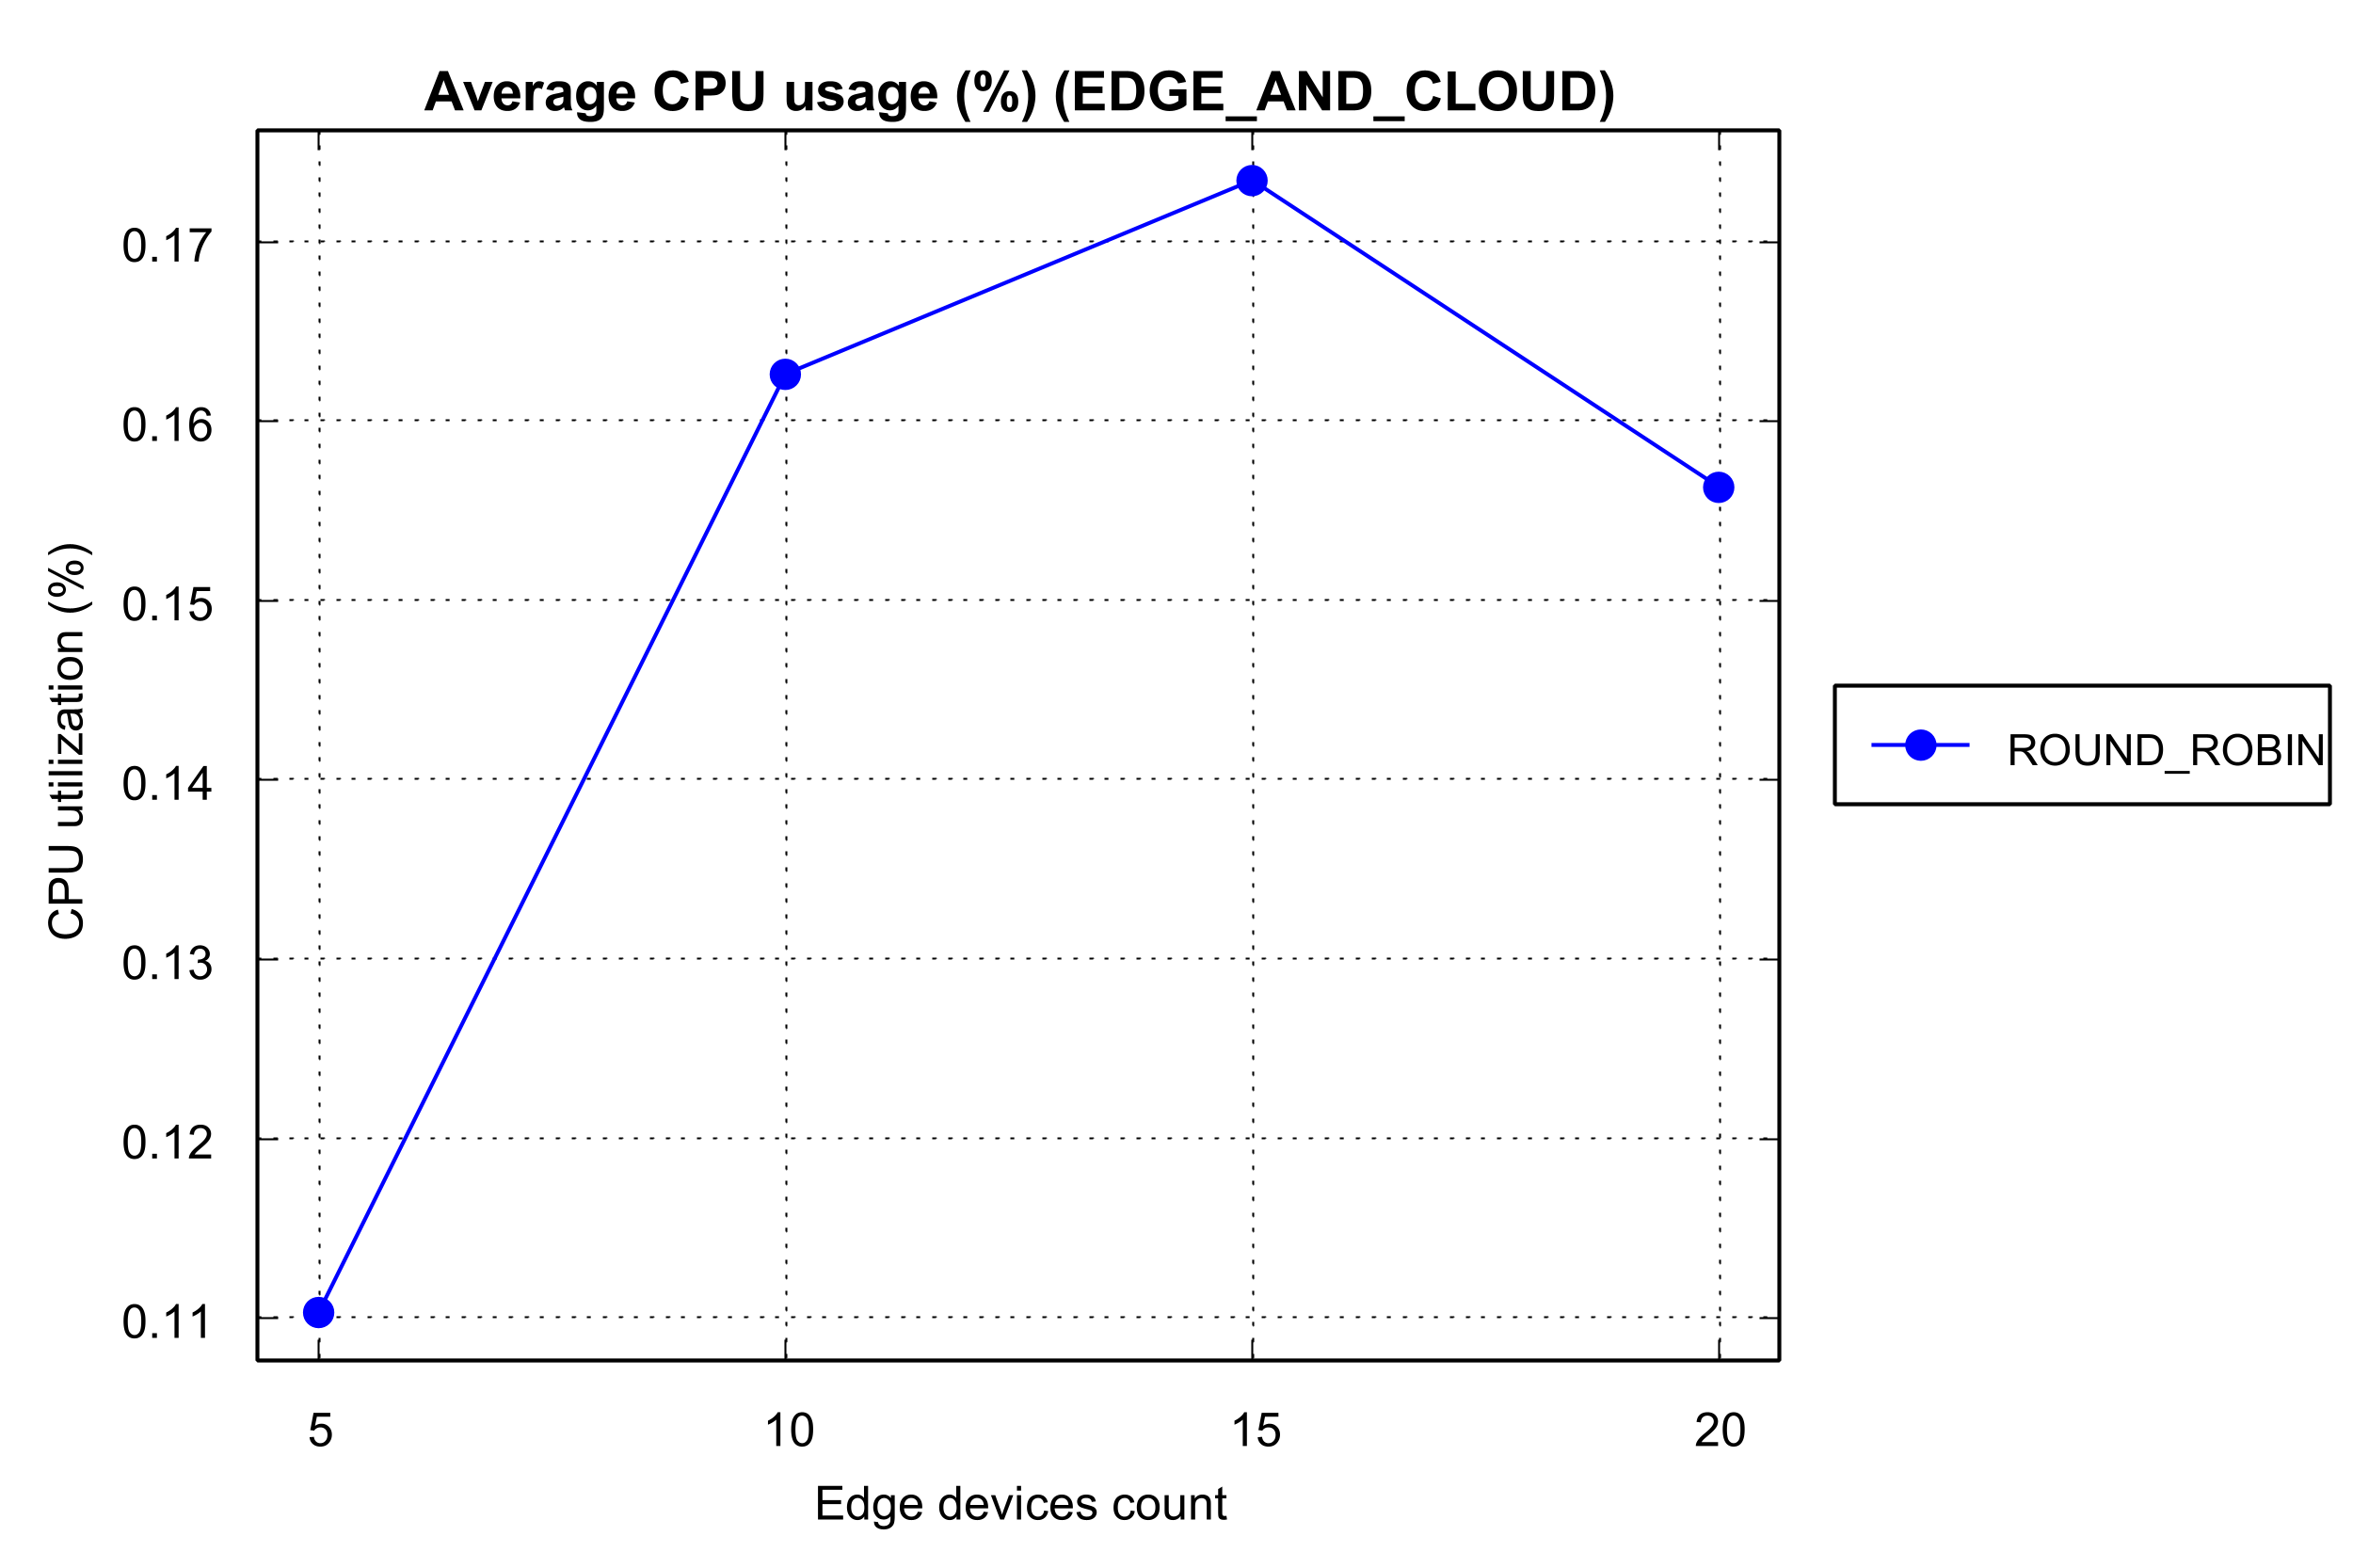 Average CPU usage (%) (EDGE_AND_CLOUD)
0.17
0.16
0.15
0.14
0.13
0.12
0.11
CPU utilization (%)
5 10 15 20
Edge devices count
ROUND_ROBIN